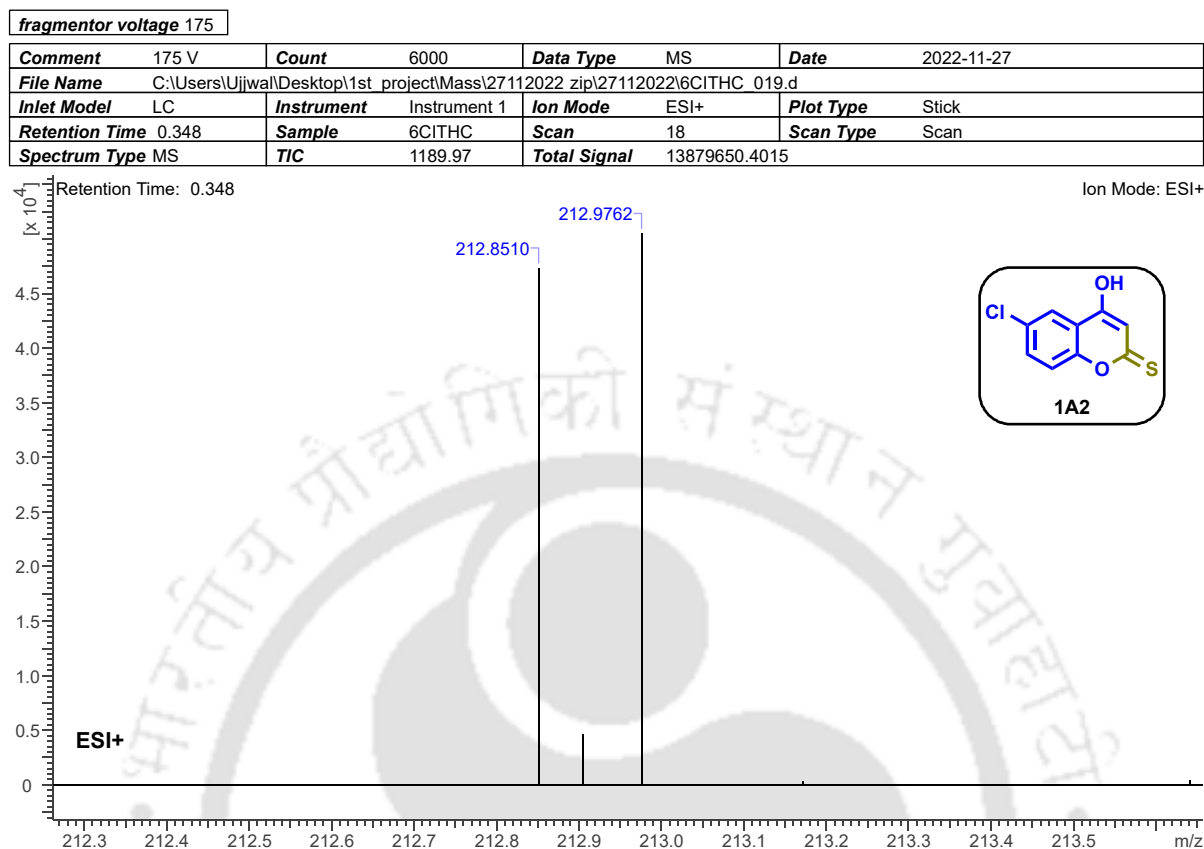 fragmentor voltage 175
Comment 175 V Count 6000 Data Type MS Date 2022-11-27
File Name C:\Users\Ujjwal\Desktop\1st_project\Mass\27112022 zip\27112022\6CITHC_019.d
Inlet Model LC Instrument Instrument 1 Ion Mode ESI+ Plot Type Stick
Retention Time 0.348 Sample 6CITHC Scan 18 Scan Type Scan
Spectrum Type MS TIC 1189.97 Total Signal 13879650.4015
[x 10^4] Retention Time: 0.348 Ion Mode: ESI+
212.9762
212.8510
OH
Cl
O
S
1A2
4.5
4.0
3.5
3.0
2.5
2.0
1.5
1.0
0.5
0
ESI+
212.3 212.4 212.5 212.6 212.7 212.8 212.9 213.0 213.1 213.2 213.3 213.4 213.5 m/z
भारतीय प्रौद्योगिकी संस्थान गुवाहाटी